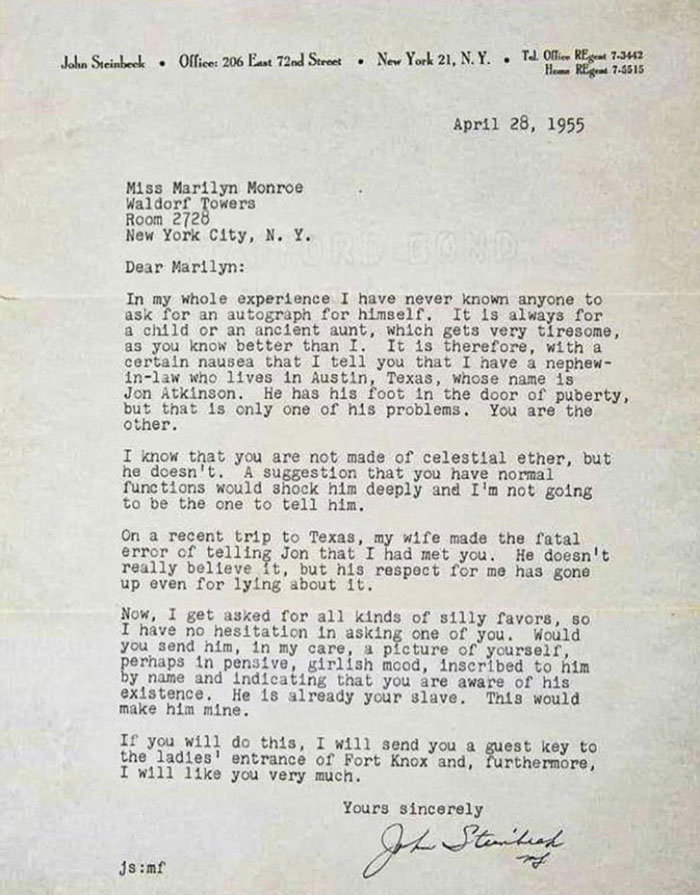 John Steinbeck • Office: 206 East 72nd Street • New York 21, N. Y. • Tel. Office REgent 7-3442
Home REgent 7-5515
April 28, 1955
Miss Marilyn Monroe
Waldorf Towers
Room 2728
New York City, N. Y.
Dear Marilyn:
In my whole experience I have never known anyone to
ask for an autograph for himself. It is always for
a child or an ancient aunt, which gets very tiresome,
as you know better than I. It is therefore, with a
certain nausea that I tell you that I have a nephew-
in-law who lives in Austin, Texas, whose name is
Jon Atkinson. He has his foot in the door of puberty,
but that is only one of his problems. You are the
other.
I know that you are not made of celestial ether, but
he doesn't. A suggestion that you have normal
functions would shock him deeply and I'm not going
to be the one to tell him.
On a recent trip to Texas, my wife made the fatal
error of telling Jon that I had met you. He doesn't
really believe it, but his respect for me has gone
up even for lying about it.
Now, I get asked for all kinds of silly favors, so
I have no hesitation in asking one of you. Would
you send him, in my care, a picture of yourself,
perhaps in pensive, girlish mood, inscribed to him
by name and indicating that you are aware of his
existence. He is already your slave. This would
make him mine.
If you will do this, I will send you a guest key to
the ladies' entrance of Fort Knox and, furthermore,
I will like you very much.
Yours sincerely
John Steinbeck
mf
js:mf